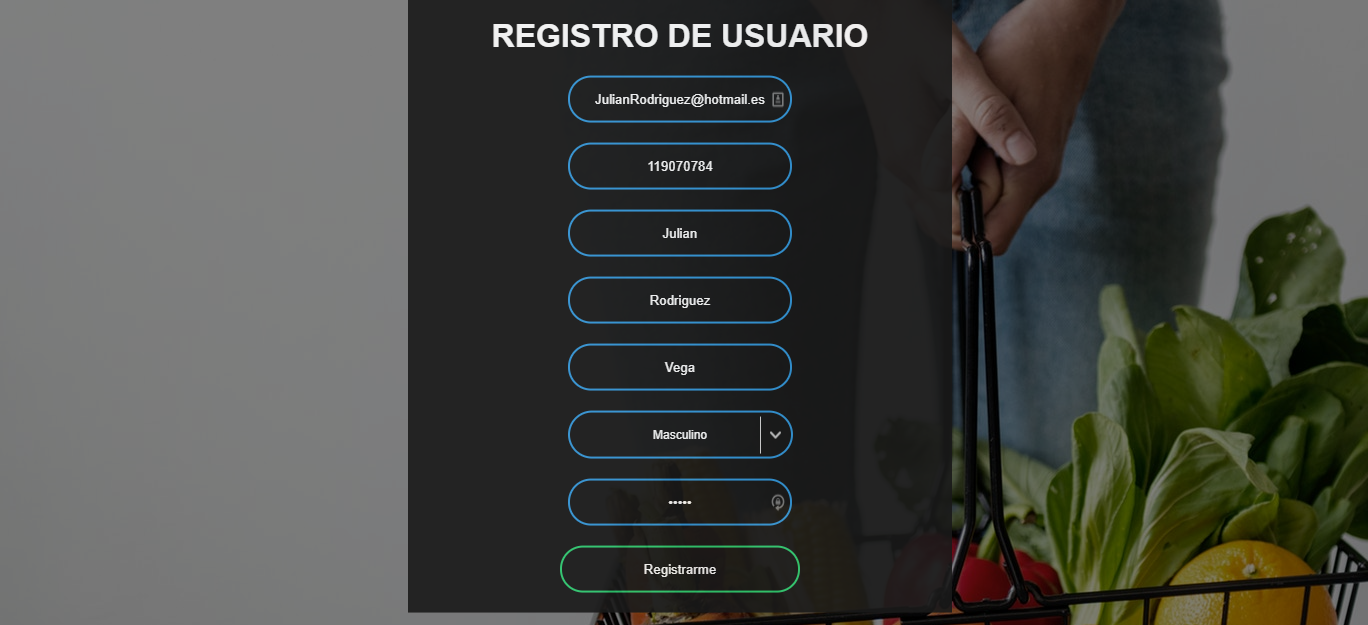 REGISTRO DE USUARIO
JulianRodriguez@hotmail.es
119070784
Julian
Rodriguez
Vega
Masculino
•••••
Registrarme